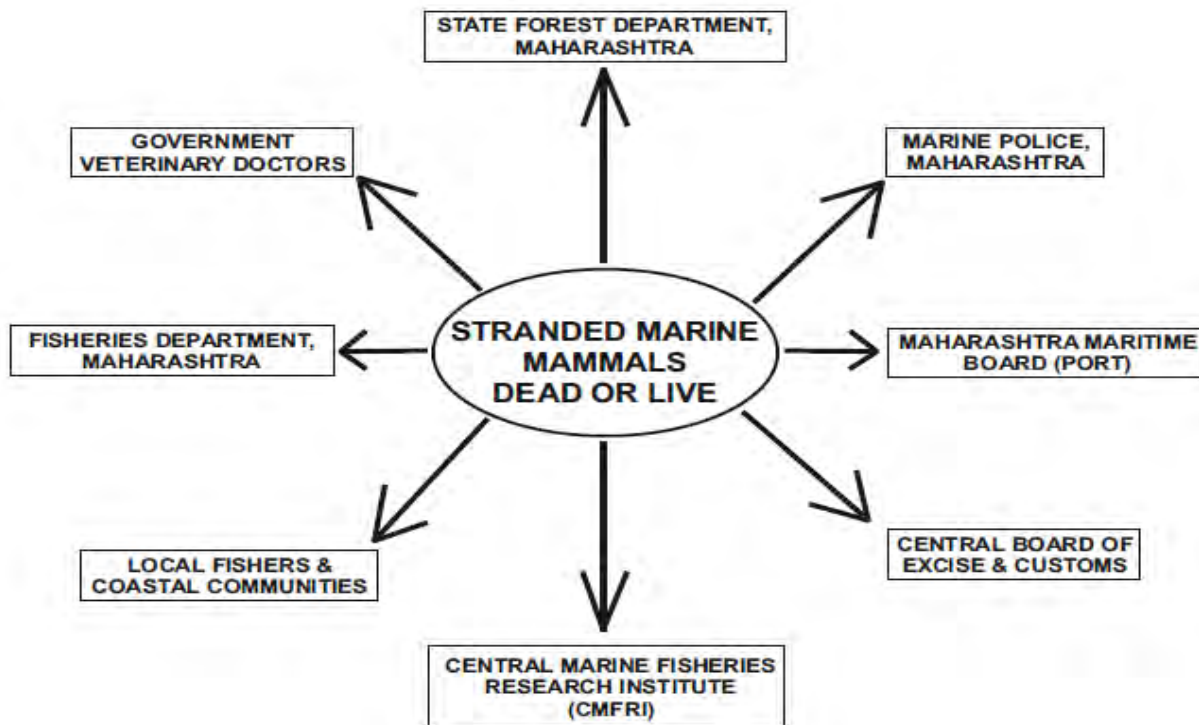 STATE FOREST DEPARTMENT,
MAHARASHTRA
GOVERNMENT
VETERINARY DOCTORS
MARINE POLICE,
MAHARASHTRA
FISHERIES DEPARTMENT,
MAHARASHTRA
STRANDED MARINE
MAMMALS
DEAD OR LIVE
MAHARASHTRA MARITIME
BOARD (PORT)
LOCAL FISHERS &
COASTAL COMMUNITIES
CENTRAL BOARD OF
EXCISE & CUSTOMS
CENTRAL MARINE FISHERIES
RESEARCH INSTITUTE
(CMFRI)